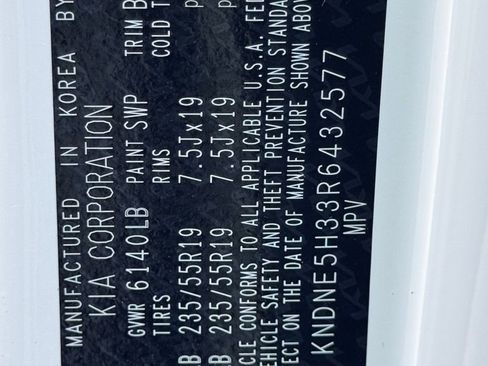 MANUFACTURED IN KOREA BY
KIA CORPORATION
GVWR 6140LB PAINT SWP TRIM B
TIRES RIMS COLD T
B 235/55R19 7.5Jx19 p
B 235/55R19 7.5Jx19 p
CLE CONFORMS TO ALL APPLICABLE U.S.A. FED
EHICLE SAFETY AND THEFT PREVENTION STANDA
ECT ON THE DATE OF MANUFACTURE SHOWN ABOV
KNDNE5H33R6432577
MPV